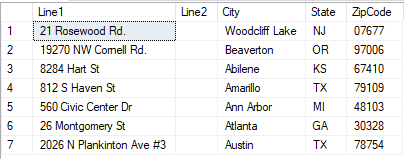 Line1 Line2 City State ZipCode
1 21 Rosewood Rd. Woodcliff Lake NJ 07677
2 19270 NW Cornell Rd. Beaverton OR 97006
3 8284 Hart St Abilene KS 67410
4 812 S Haven St Amarillo TX 79109
5 560 Civic Center Dr Ann Arbor MI 48103
6 26 Montgomery St Atlanta GA 30328
7 2026 N Plankinton Ave #3 Austin TX 78754